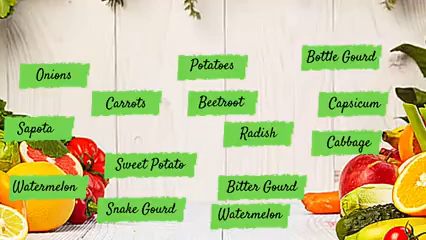 Bottle Gourd
Potatoes
Onions
Carrots
Beetroot
Capsicum
Sapota
Radish
Cabbage
Sweet Potato
Watermelon
Bitter Gourd
Snake Gourd
Watermelon